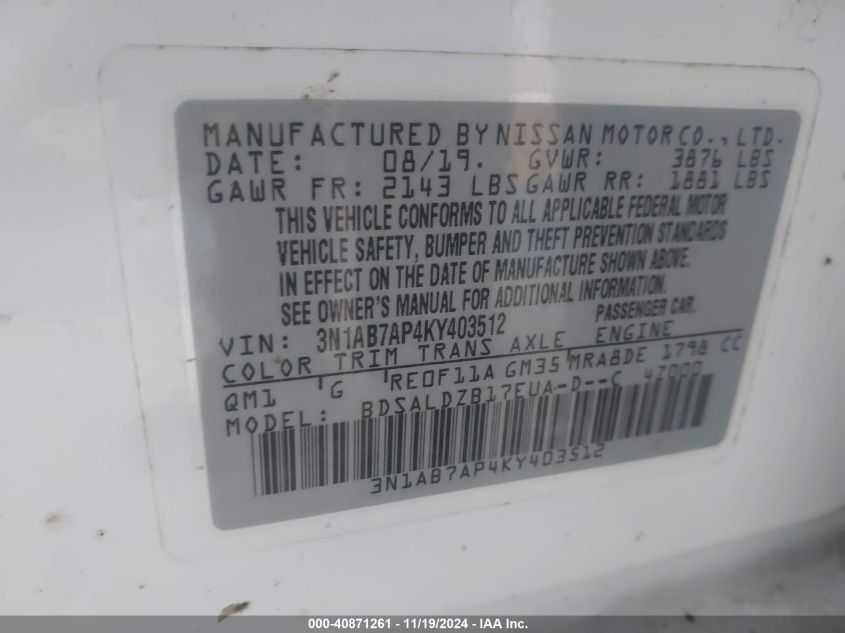 MANUFACTURED BY NISSAN MOTOR CO., LTD.
DATE: 08/19. GVWR: 3876 LBS
GAWR FR: 2143 LBS GAWR RR: 1881 LBS
THIS VEHICLE CONFORMS TO ALL APPLICABLE FEDERAL MOTOR
VEHICLE SAFETY, BUMPER AND THEFT PREVENTION STANDARDS
IN EFFECT ON THE DATE OF MANUFACTURE SHOWN ABOVE.
SEE OWNER'S MANUAL FOR ADDITIONAL INFORMATION.
VIN: 3N1AB7AP4KY403512 PASSENGER CAR.
COLOR TRIM TRANS AXLE ENGINE
QM1 G RE0F11A GM35 MRA8DE 1798 CC
MODEL: BDSALDZB17EUA-D--C 42000
3N1AB7AP4KY403512
000-40871261 - 11/19/2024 - IAA Inc.